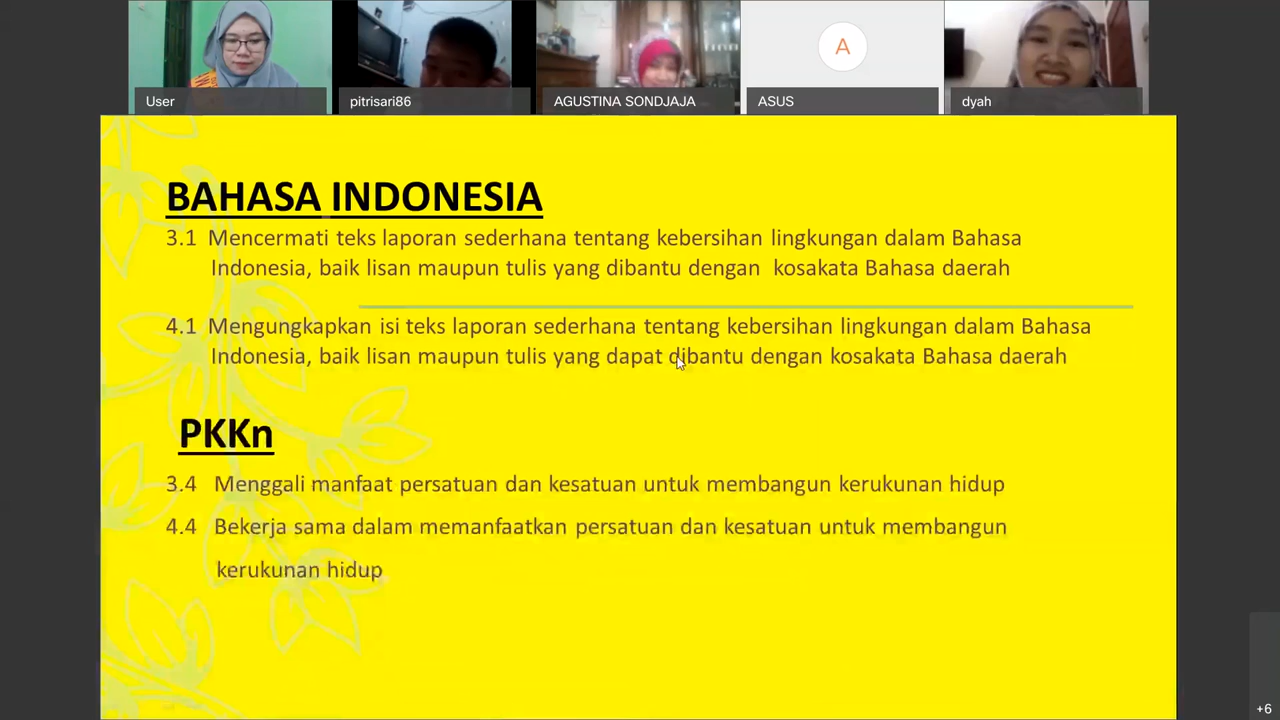 User
pitrisari86
AGUSTINA SONDJAJA
A
ASUS
dyah
BAHASA INDONESIA
3.1 Mencermati teks laporan sederhana tentang kebersihan lingkungan dalam Bahasa
Indonesia, baik lisan maupun tulis yang dibantu dengan kosakata Bahasa daerah
4.1 Mengungkapkan isi teks laporan sederhana tentang kebersihan lingkungan dalam Bahasa
Indonesia, baik lisan maupun tulis yang dapat dibantu dengan kosakata Bahasa daerah
PKKn
3.4 Menggali manfaat persatuan dan kesatuan untuk membangun kerukunan hidup
4.4 Bekerja sama dalam memanfaatkan persatuan dan kesatuan untuk membangun
kerukunan hidup
+6